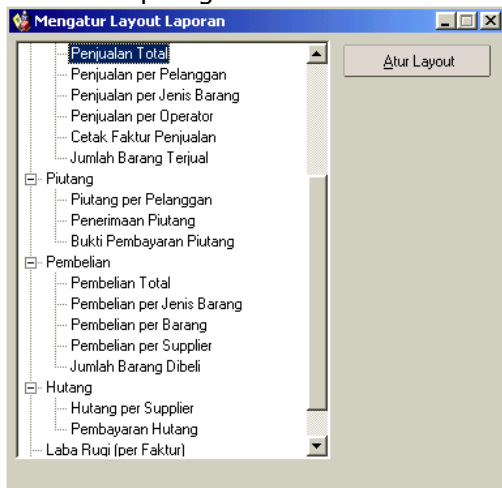 Mengatur Layout Laporan
Penjualan Total
Penjualan per Pelanggan
Penjualan per Jenis Barang
Penjualan per Operator
Cetak Faktur Penjualan
Jumlah Barang Terjual
Piutang
Piutang per Pelanggan
Penerimaan Piutang
Bukti Pembayaran Piutang
Pembelian
Pembelian Total
Pembelian per Jenis Barang
Pembelian per Barang
Pembelian per Supplier
Jumlah Barang Dibeli
Hutang
Hutang per Supplier
Pembayaran Hutang
Laba Rugi (per Faktur)
Atur Layout